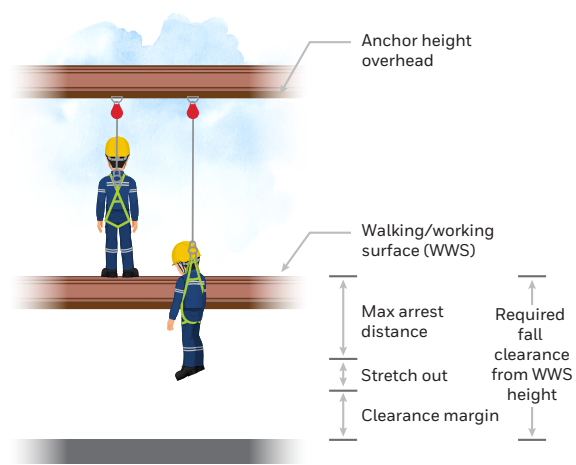 Anchor height
overhead
Walking/working
surface (WWS)
Max arrest
distance
Stretch out
Clearance margin
Required
fall
clearance
from WWS
height